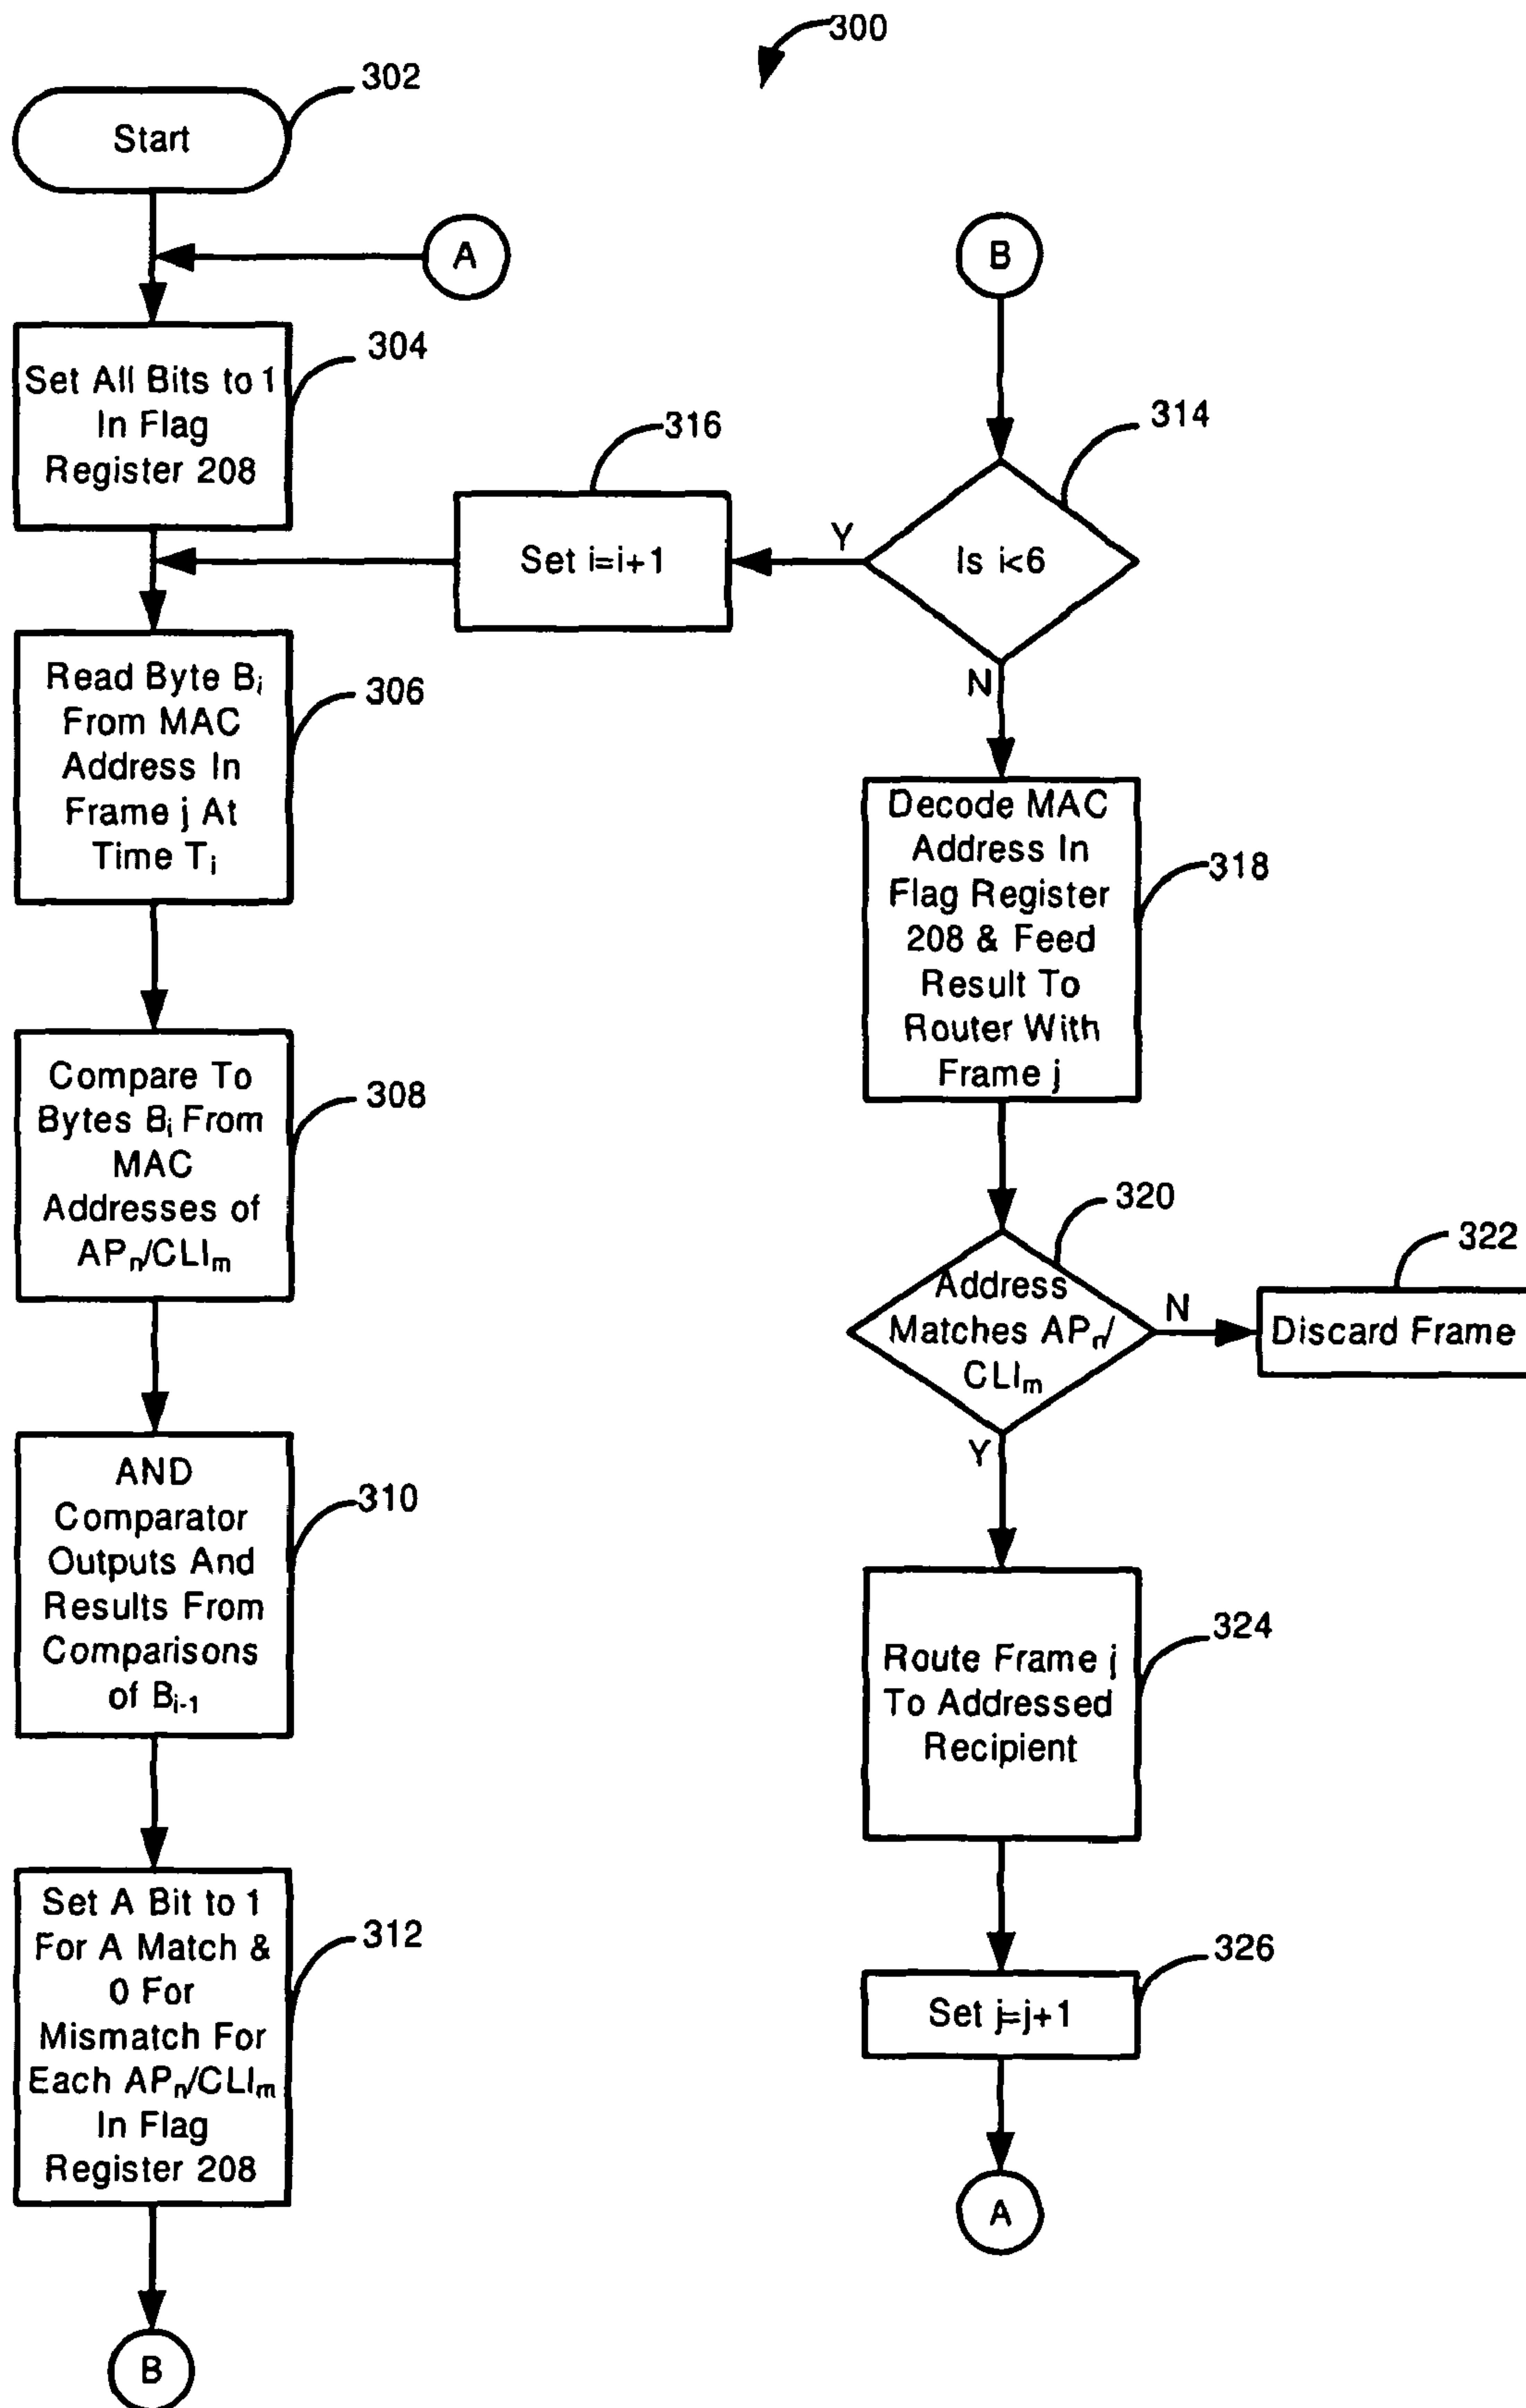 300
302
Start
A
304
Set All Bits to 1
In Flag
Register 208
306
Read Byte Bᵢ
From MAC
Address In
Frame j At
Time Tᵢ
308
Compare To
Bytes Bᵢ From
MAC
Addresses of
APₙ/CLIₘ
310
AND
Comparator
Outputs And
Results From
Comparisons
of Bᵢ₋₁
312
Set A Bit to 1
For A Match &
0 For
Mismatch For
Each APₙ/CLIₘ
In Flag
Register 208
B
B
314
Is i<6
Y
316
Set i=i+1
N
318
Decode MAC
Address In
Flag Register
208 & Feed
Result To
Router With
Frame j
320
Address
Matches APₙ/
CLIₘ
N
322
Discard Frame
Y
324
Route Frame j
To Addressed
Recipient
326
Set j=j+1
A